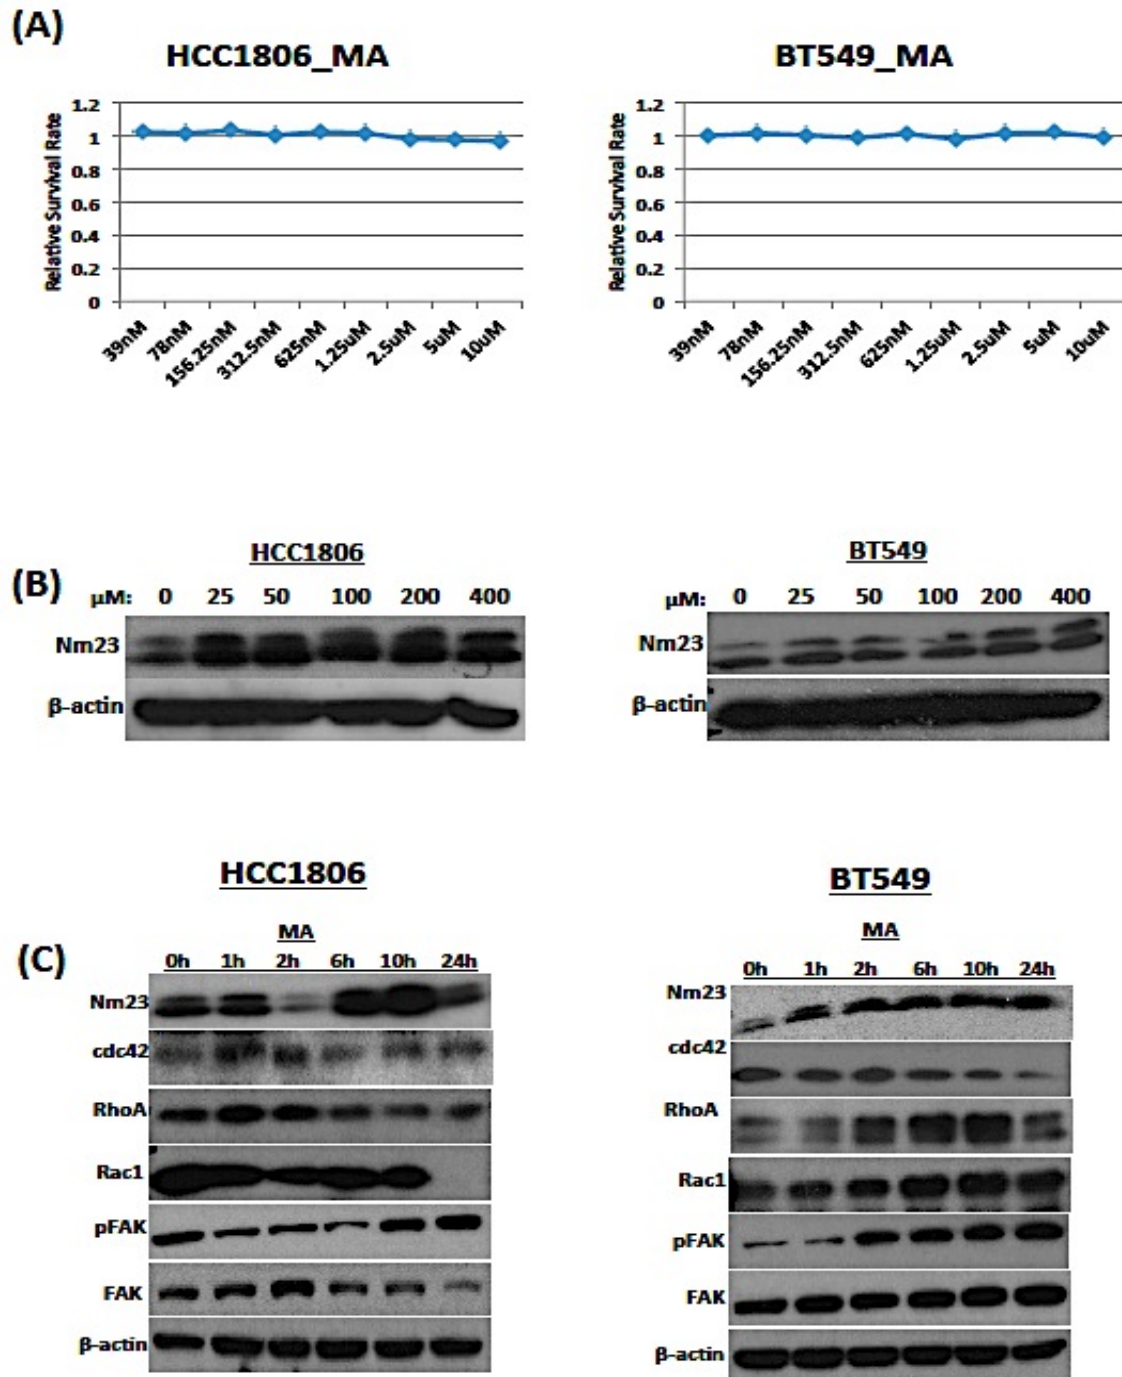 (A)
HCC1806_MA
Relative Survival Rate
1.2
1
0.8
0.6
0.4
0.2
0
39nM 78nM 156.25nM 312.5nM 625nM 1.25uM 2.5uM 5uM 10uM
BT549_MA
Relative Survival Rate
1.2
1
0.8
0.6
0.4
0.2
0
39nM 78nM 156.25nM 312.5nM 625nM 1.25uM 2.5uM 5uM 10uM
(B)
HCC1806
μM: 0 25 50 100 200 400
Nm23
β-actin
BT549
μM: 0 25 50 100 200 400
Nm23
β-actin
(C)
HCC1806
MA
0h 1h 2h 6h 10h 24h
Nm23
cdc42
RhoA
Rac1
pFAK
FAK
β-actin
BT549
MA
0h 1h 2h 6h 10h 24h
Nm23
cdc42
RhoA
Rac1
pFAK
FAK
β-actin